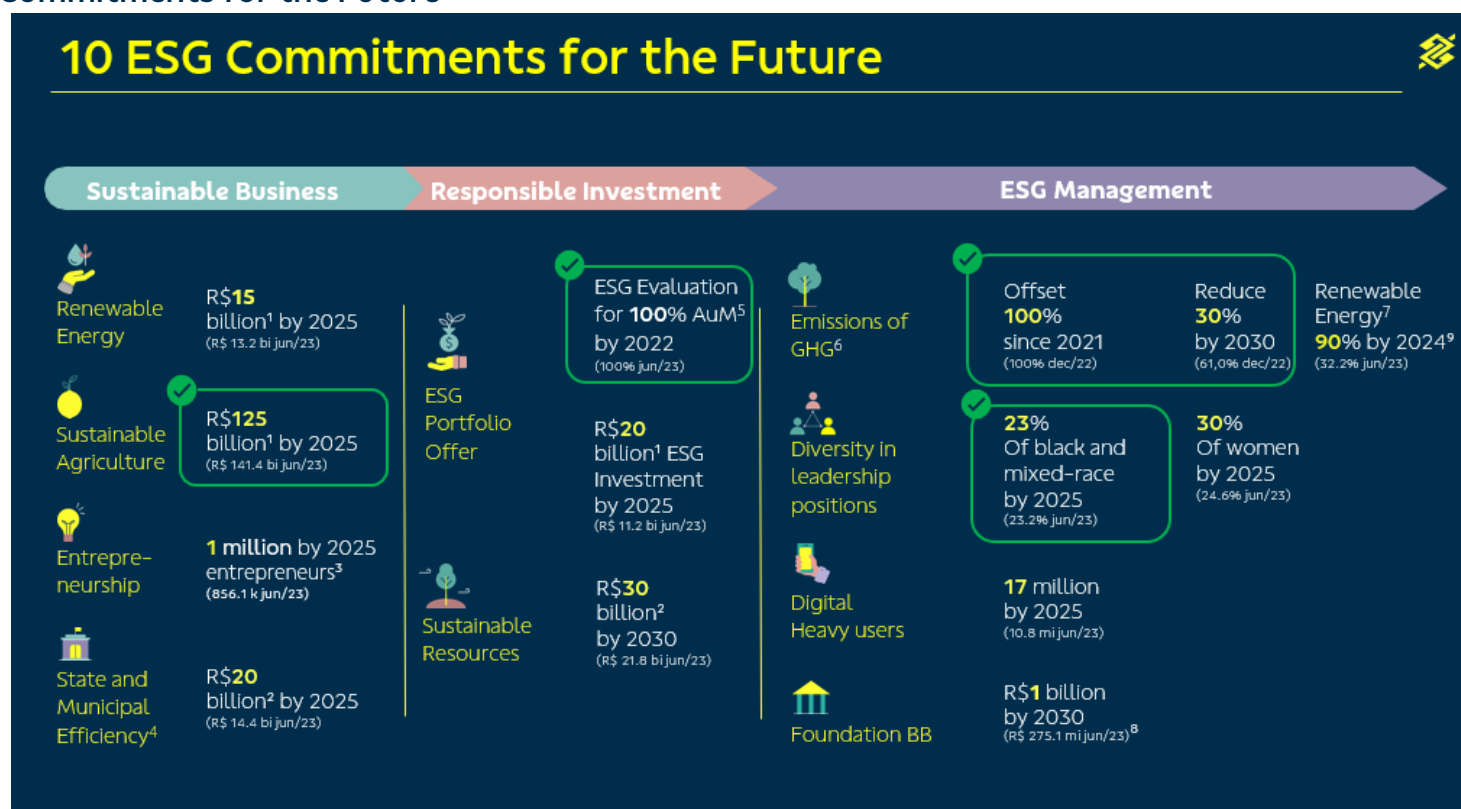 10 ESG Commitments for the Future
Sustainable Business
Responsible Investment
ESG Management
Renewable
Energy
R$15
billion¹ by 2025
(R$ 13.2 bi jun/23)
Sustainable
Agriculture
R$125
billion¹ by 2025
(R$ 141.4 bi jun/23)
Entrepre-
neurship
1 million by 2025
entrepreneurs³
(856.1 k jun/23)
State and
Municipal
Efficiency⁴
R$20
billion² by 2025
(R$ 14.4 bi jun/23)
ESG
Portfolio
Offer
ESG Evaluation
for 100% AuM⁵
by 2022
(100% jun/23)
R$20
billion¹ ESG
Investment
by 2025
(R$ 11.2 bi jun/23)
Sustainable
Resources
R$30
billion²
by 2030
(R$ 21.8 bi jun/23)
Emissions of
GHG⁶
Offset
100%
since 2021
(100% dec/22)
Reduce
30%
by 2030
(61,0% dec/22)
Renewable
Energy⁷
90% by 2024⁹
(32.2% jun/23)
Diversity in
leadership
positions
23%
Of black and
mixed-race
by 2025
(23.2% jun/23)
30%
Of women
by 2025
(24.6% jun/23)
Digital
Heavy users
17 million
by 2025
(10.8 mi jun/23)
Foundation BB
R$1 billion
by 2030
(R$ 275.1 mi jun/23)⁸